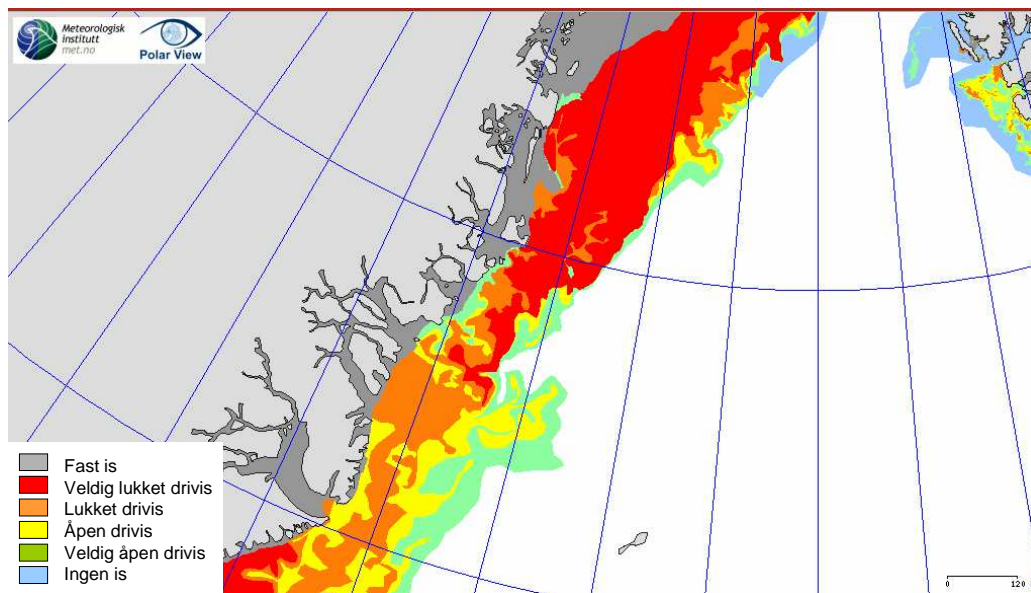 Meteorologisk
institutt
met.no
Polar View
Fast is
Veldig lukket drivis
Lukket drivis
Åpen drivis
Veldig åpen drivis
Ingen is
0 120